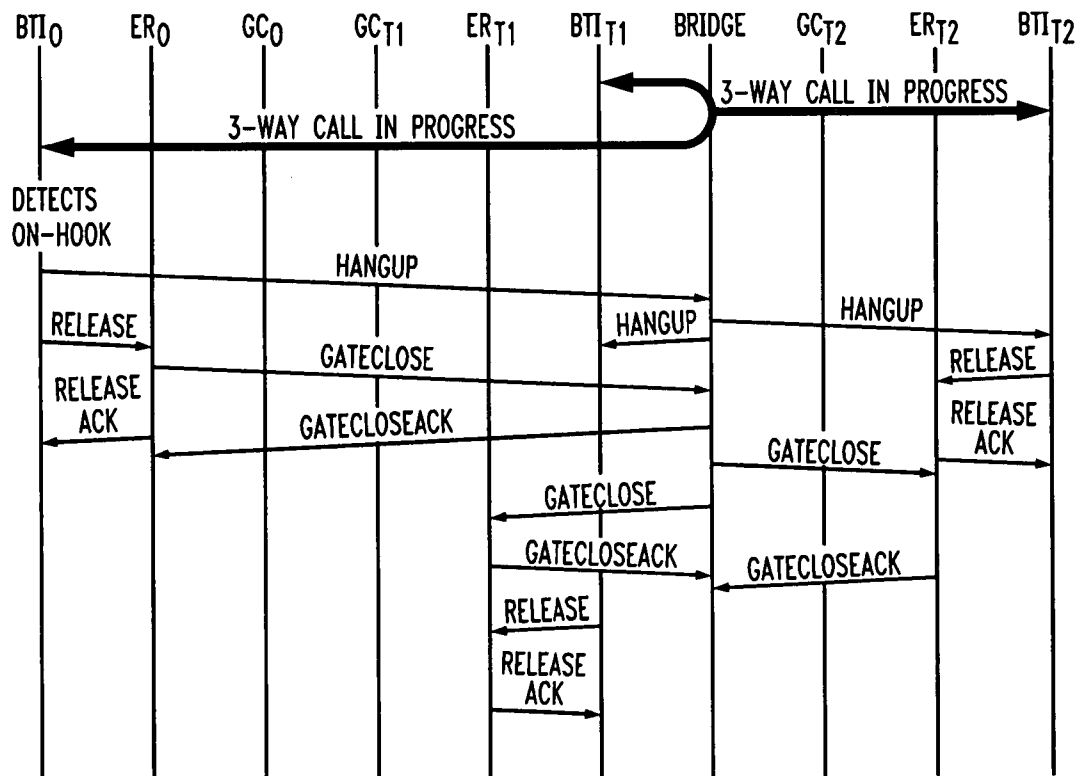 BTI0 ER0 GC0 GCT1 ERT1 BTIT1 BRIDGE GCT2 ERT2 BTIT2
3-WAY CALL IN PROGRESS
3-WAY CALL IN PROGRESS
DETECTS
ON-HOOK
HANGUP
HANGUP
HANGUP
RELEASE
GATECLOSE
RELEASE
RELEASE
ACK
GATECLOSEACK
RELEASE
ACK
GATECLOSE
GATECLOSE
GATECLOSEACK
GATECLOSEACK
RELEASE
RELEASE
ACK